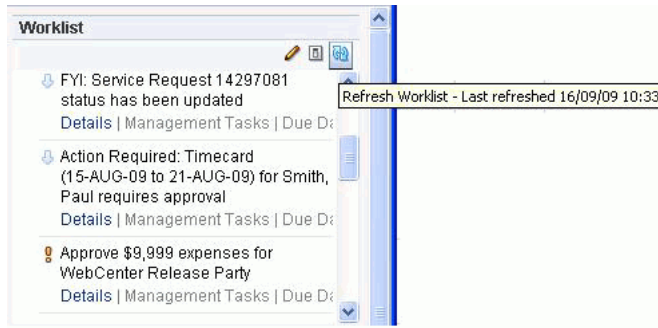 Worklist
FYI: Service Request 14297081
status has been updated
Refresh Worklist - Last refreshed 16/09/09 10:33
Details | Management Tasks | Due Da
Action Required: Timecard
(15-AUG-09 to 21-AUG-09) for Smith,
Paul requires approval
Details | Management Tasks | Due Da
Approve $9,999 expenses for
WebCenter Release Party
Details | Management Tasks | Due Da